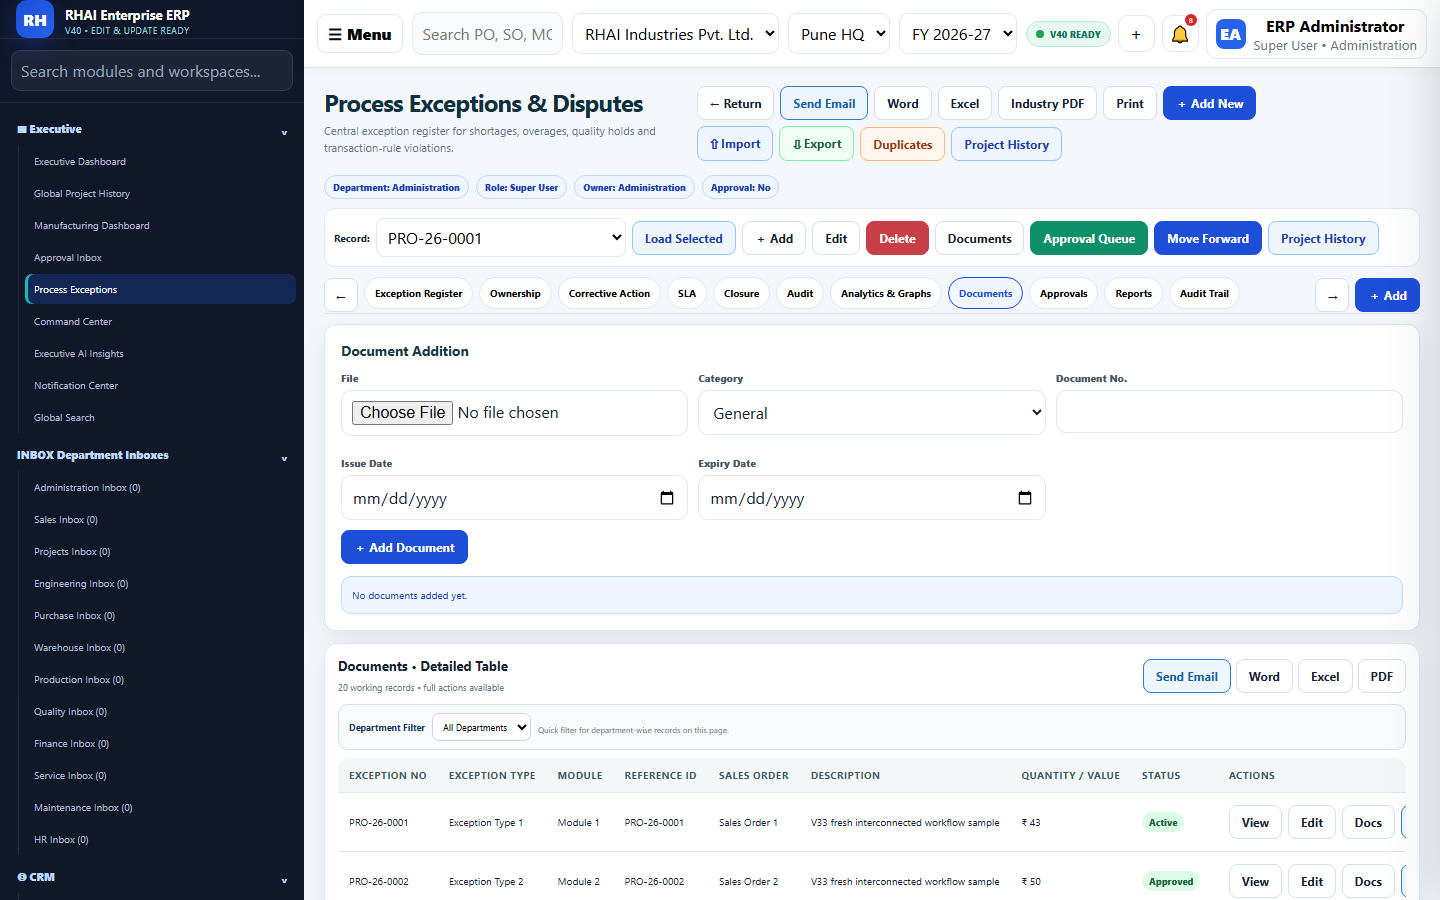 RH
RHAI Enterprise ERP
V40 • EDIT & UPDATE READY
Search modules and workspaces...
Executive
Executive Dashboard
Global Project History
Manufacturing Dashboard
Approval Inbox
Process Exceptions
Command Center
Executive AI Insights
Notification Center
Global Search
INBOX Department Inboxes
Administration Inbox (0)
Sales Inbox (0)
Projects Inbox (0)
Engineering Inbox (0)
Purchase Inbox (0)
Warehouse Inbox (0)
Production Inbox (0)
Quality Inbox (0)
Finance Inbox (0)
Service Inbox (0)
Maintenance Inbox (0)
HR Inbox (0)
CRM
☰ Menu
Search PO, SO, MO
RHAI Industries Pvt. Ltd.
Pune HQ
FY 2026-27
V40 READY
+
8
EA
ERP Administrator
Super User • Administration
Process Exceptions & Disputes
Central exception register for shortages, overages, quality holds and
transaction-rule violations.
← Return
Send Email
Word
Excel
Industry PDF
Print
+ Add New
⇧ Import
⇩ Export
Duplicates
Project History
Department: Administration
Role: Super User
Owner: Administration
Approval: No
Record:
PRO-26-0001
Load Selected
+ Add
Edit
Delete
Documents
Approval Queue
Move Forward
Project History
←
Exception Register
Ownership
Corrective Action
SLA
Closure
Audit
Analytics & Graphs
Documents
Approvals
Reports
Audit Trail
→
+ Add
Document Addition
File
Category
Document No.
Choose File No file chosen
General
Issue Date
Expiry Date
mm/dd/yyyy
mm/dd/yyyy
+ Add Document
No documents added yet.
Documents • Detailed Table
20 working records • full actions available
Send Email
Word
Excel
PDF
Department Filter
All Departments
Quick filter for department-wise records on this page.
EXCEPTION NO EXCEPTION TYPE MODULE REFERENCE ID SALES ORDER DESCRIPTION QUANTITY / VALUE STATUS ACTIONS
PRO-26-0001 Exception Type 1 Module 1 PRO-26-0001 Sales Order 1 V33 fresh interconnected workflow sample ₹ 43 Active View Edit Docs
PRO-26-0002 Exception Type 2 Module 2 PRO-26-0002 Sales Order 2 V33 fresh interconnected workflow sample ₹ 50 Approved View Edit Docs